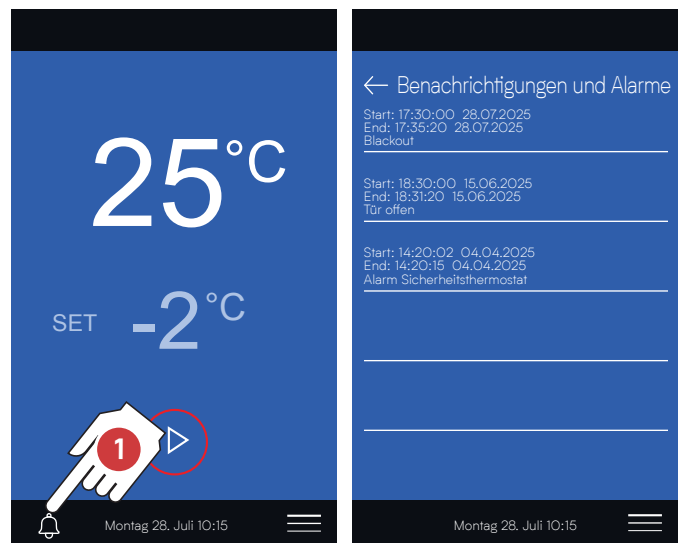 25°C
SET -2°C
1
Montag 28. Juli 10:15
← Benachrichtigungen und Alarme
Start: 17:30:00 28.07.2025
End: 17:35:20 28.07.2025
Blackout
Start: 18:30:00 15.06.2025
End: 18:31:20 15.06.2025
Tür offen
Start: 14:20:02 04.04.2025
End: 14:20:15 04.04.2025
Alarm Sicherheitsthermostat
Montag 28. Juli 10:15